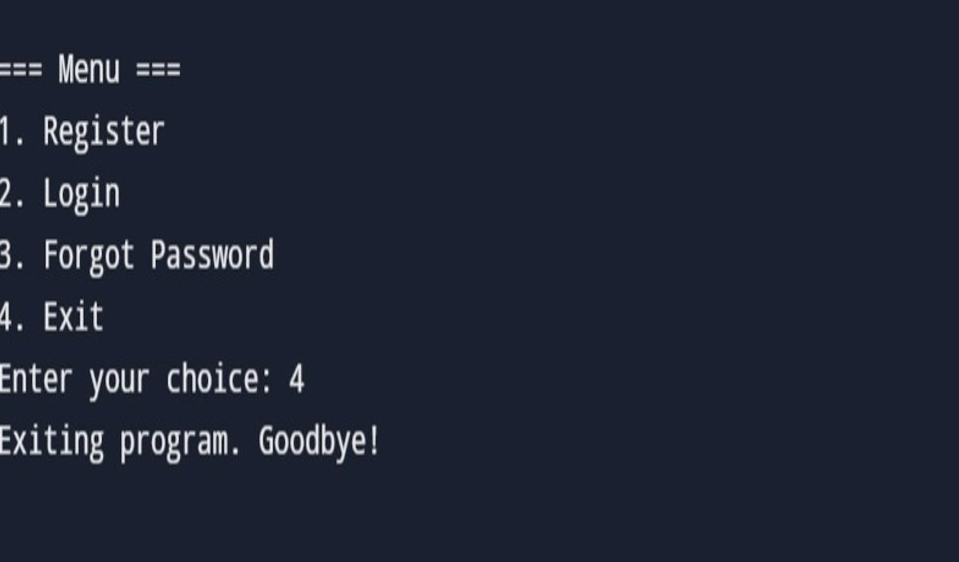 === Menu ===
1. Register
2. Login
3. Forgot Password
4. Exit
Enter your choice: 4
Exiting program. Goodbye!